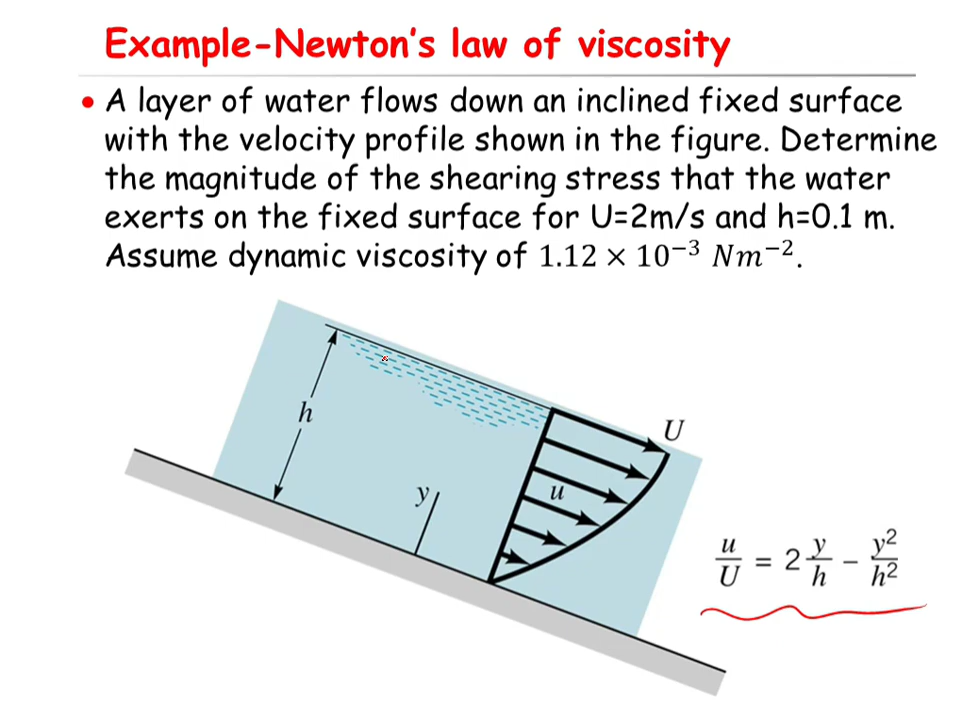 Example-Newton's law of viscosity
• A layer of water flows down an inclined fixed surface
with the velocity profile shown in the figure. Determine
the magnitude of the shearing stress that the water
exerts on the fixed surface for U=2m/s and h=0.1 m.
Assume dynamic viscosity of 1.12 × 10⁻³ Nm⁻².
h
U
y
u
u/U = 2 y/h − y²/h²